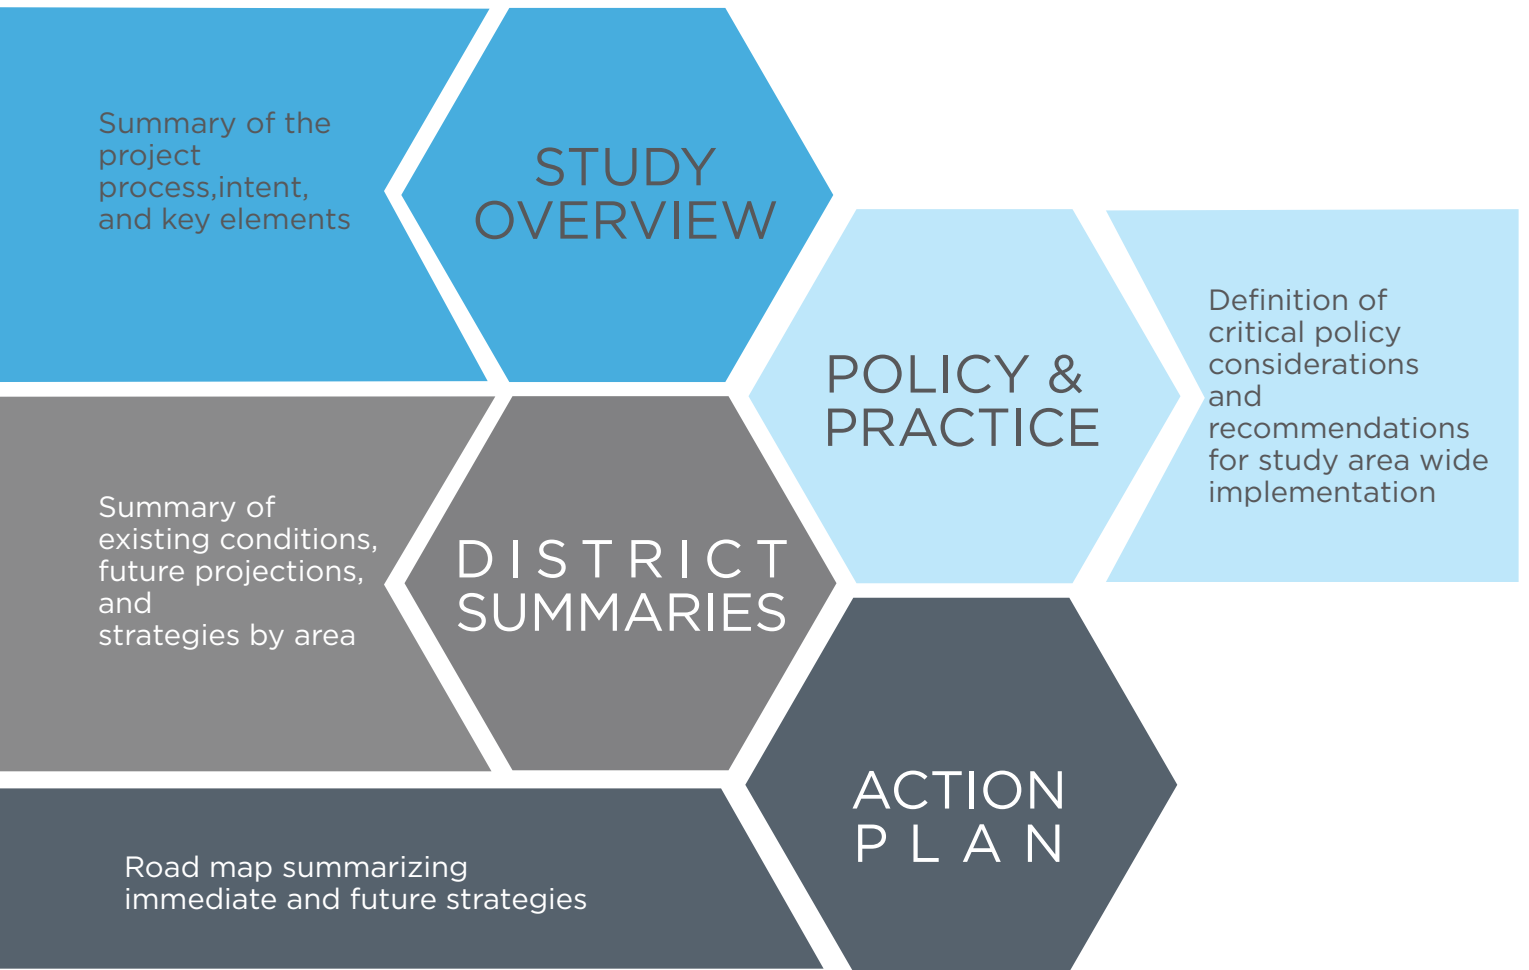 Summary of the
project
process,intent,
and key elements
STUDY
OVERVIEW
POLICY &
PRACTICE
Definition of
critical policy
considerations
and
recommendations
for study area wide
implementation
Summary of
existing conditions,
future projections,
and
strategies by area
DISTRICT
SUMMARIES
ACTION
PLAN
Road map summarizing
immediate and future strategies